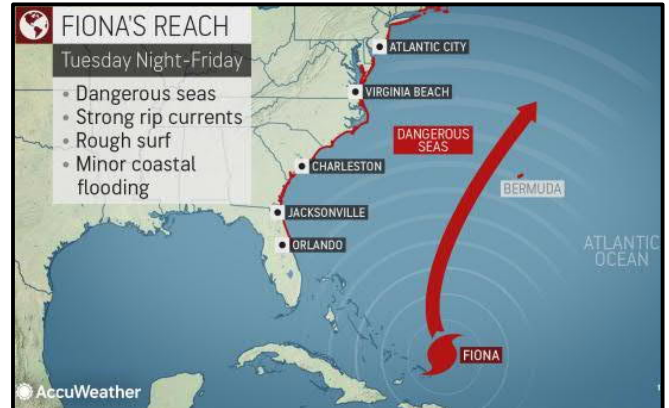 FIONA'S REACH
Tuesday Night-Friday
• Dangerous seas
• Strong rip currents
• Rough surf
• Minor coastal
flooding
ATLANTIC CITY
VIRGINIA BEACH
DANGEROUS
SEAS
CHARLESTON
BERMUDA
JACKSONVILLE
ORLANDO
ATLANTIC
OCEAN
FIONA
AccuWeather